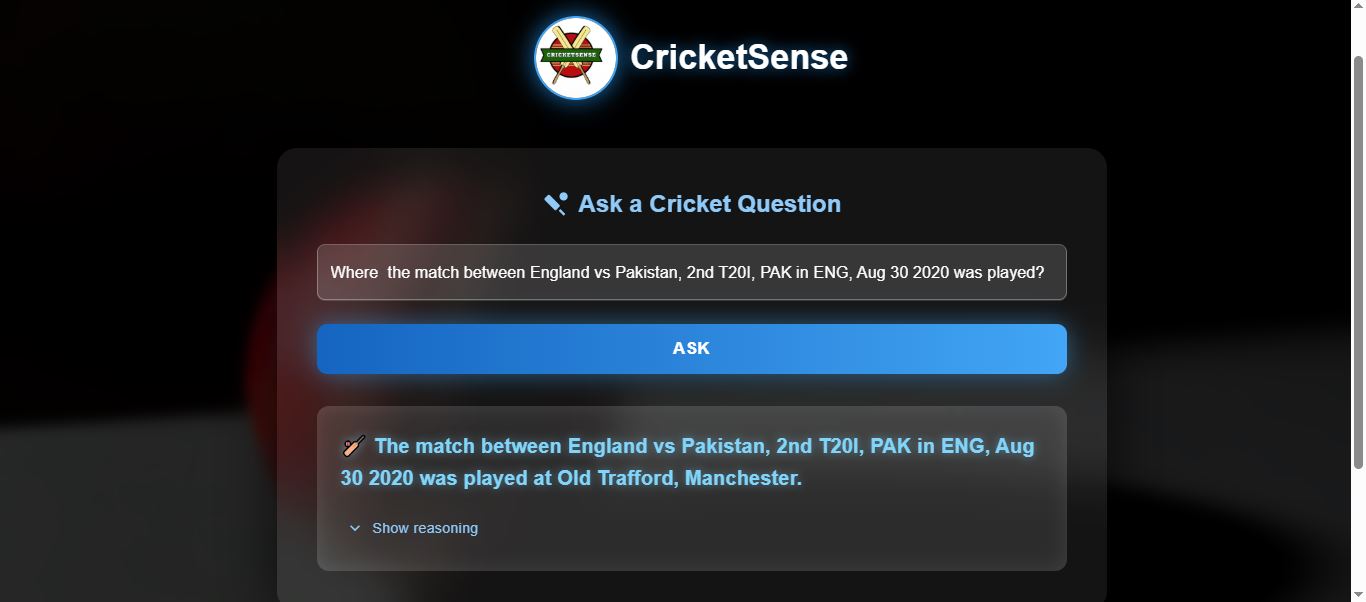 CRICKETSENSE
CricketSense
Ask a Cricket Question
Where  the match between England vs Pakistan, 2nd T20I, PAK in ENG, Aug 30 2020 was played?
ASK
The match between England vs Pakistan, 2nd T20I, PAK in ENG, Aug
30 2020 was played at Old Trafford, Manchester.
Show reasoning